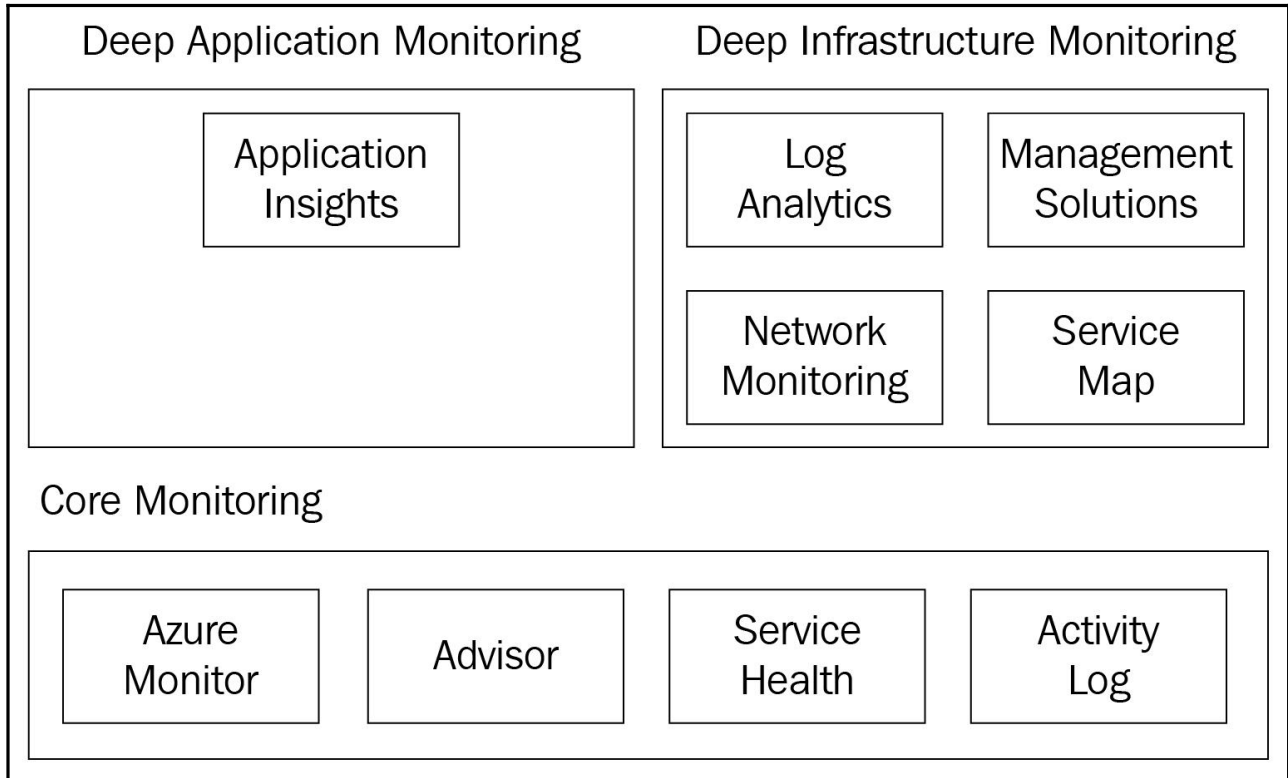 Deep Application Monitoring
Deep Infrastructure Monitoring
Application
Insights
Log
Analytics
Management
Solutions
Network
Monitoring
Service
Map
Core Monitoring
Azure
Monitor
Advisor
Service
Health
Activity
Log